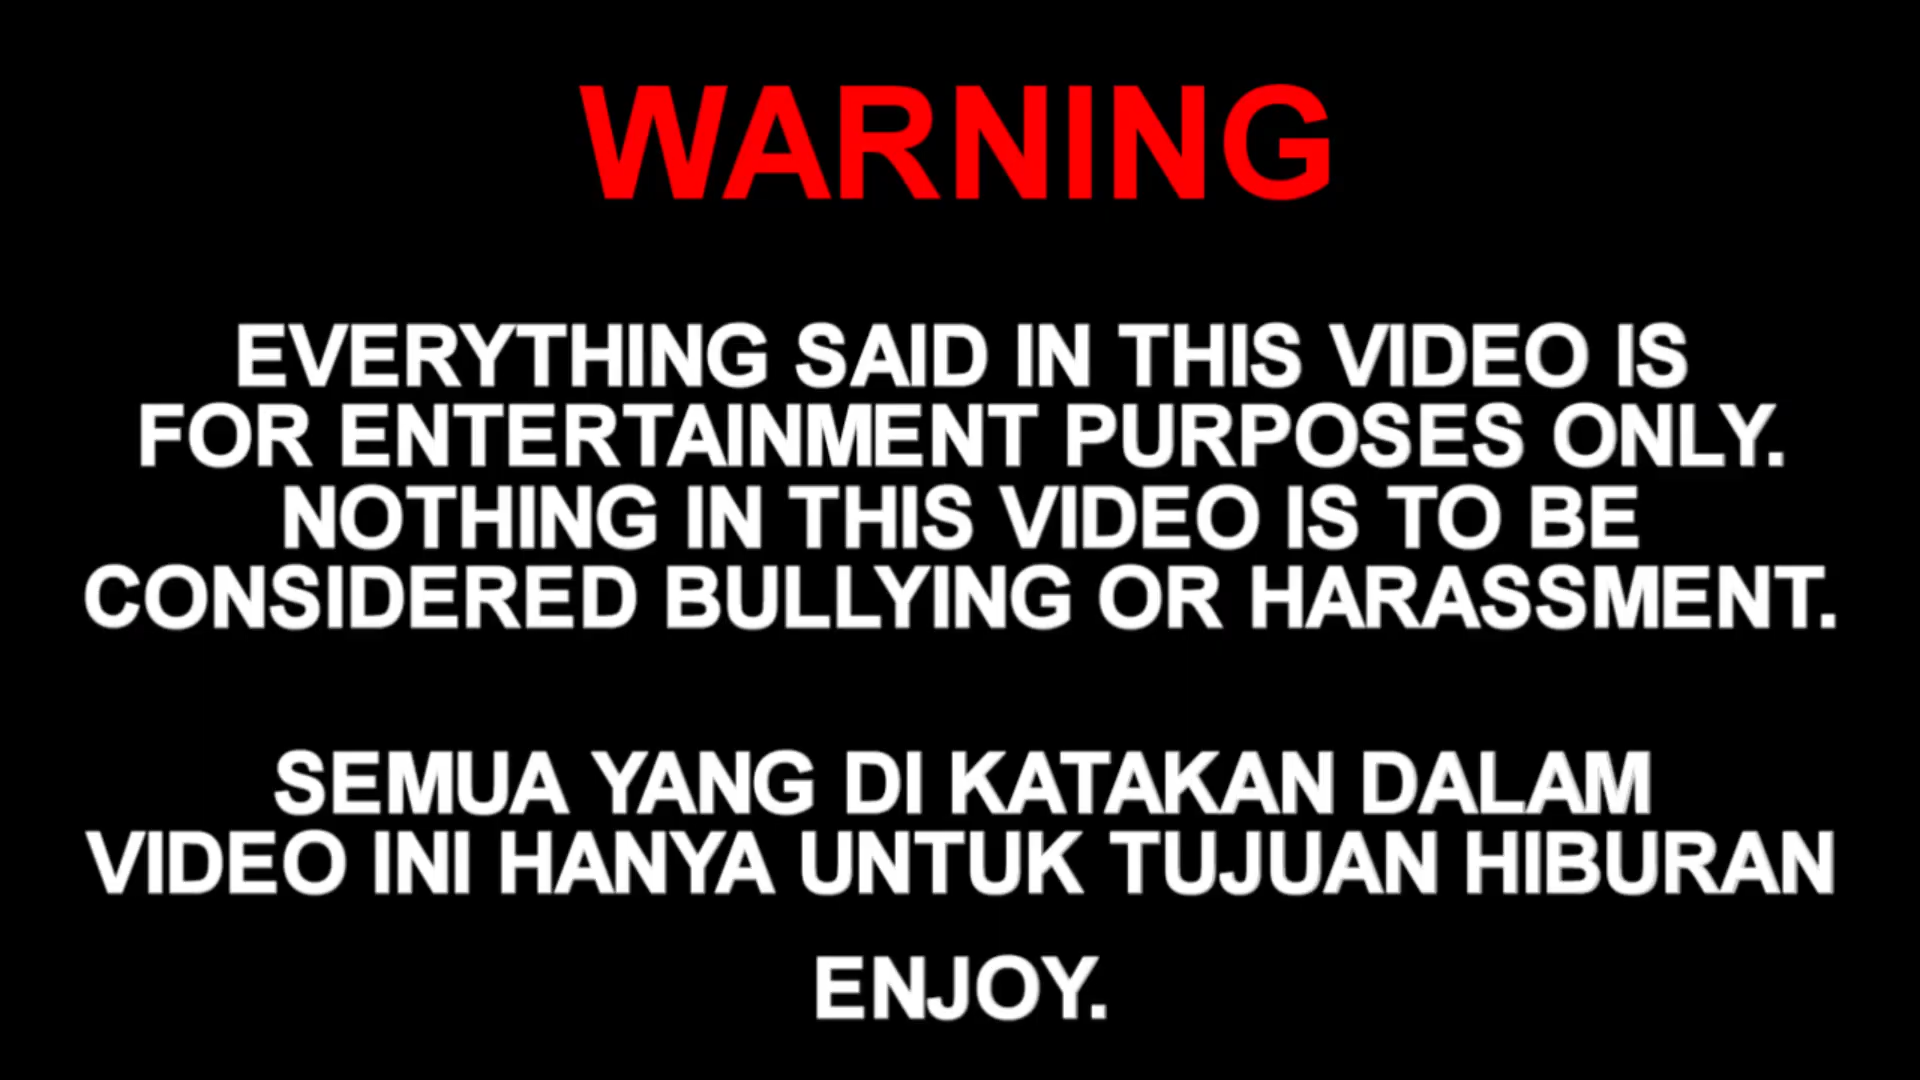 WARNING
EVERYTHING SAID IN THIS VIDEO IS
FOR ENTERTAINMENT PURPOSES ONLY.
NOTHING IN THIS VIDEO IS TO BE
CONSIDERED BULLYING OR HARASSMENT.
SEMUA YANG DI KATAKAN DALAM
VIDEO INI HANYA UNTUK TUJUAN HIBURAN
ENJOY.